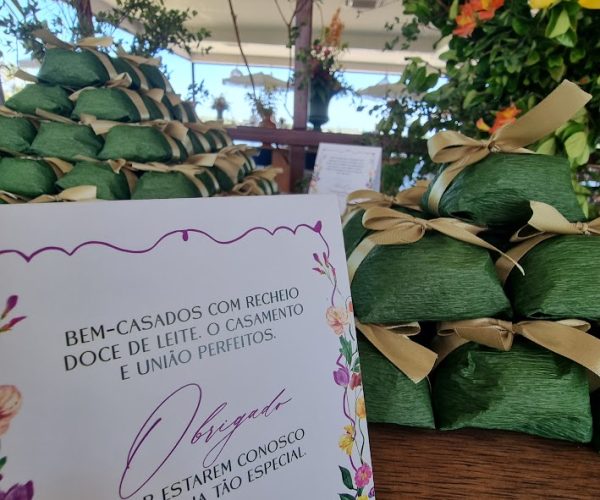 BEM-CASADOS COM RECHEIO
DOCE DE LEITE. O CASAMENTO
E UNIÃO PERFEITOS.
Obrigado
ESTAREM CONOSCO
TÃO ESPECIAL.